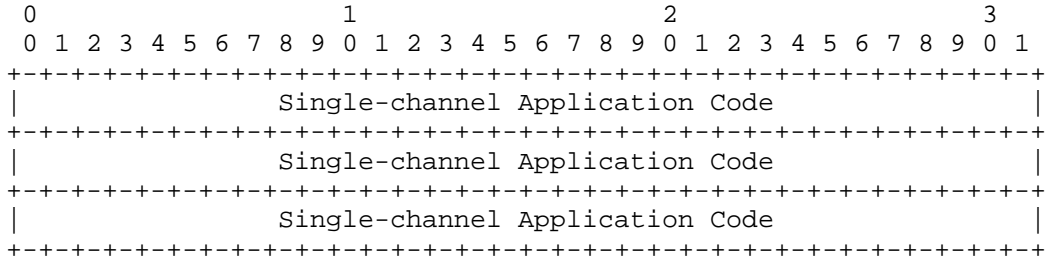 0                   1                   2                   3
 0 1 2 3 4 5 6 7 8 9 0 1 2 3 4 5 6 7 8 9 0 1 2 3 4 5 6 7 8 9 0 1
+-+-+-+-+-+-+-+-+-+-+-+-+-+-+-+-+-+-+-+-+-+-+-+-+-+-+-+-+-+-+-+-+
|                Single-channel Application Code                |
+-+-+-+-+-+-+-+-+-+-+-+-+-+-+-+-+-+-+-+-+-+-+-+-+-+-+-+-+-+-+-+-+
|                Single-channel Application Code                |
+-+-+-+-+-+-+-+-+-+-+-+-+-+-+-+-+-+-+-+-+-+-+-+-+-+-+-+-+-+-+-+-+
|                Single-channel Application Code                |
+-+-+-+-+-+-+-+-+-+-+-+-+-+-+-+-+-+-+-+-+-+-+-+-+-+-+-+-+-+-+-+-+